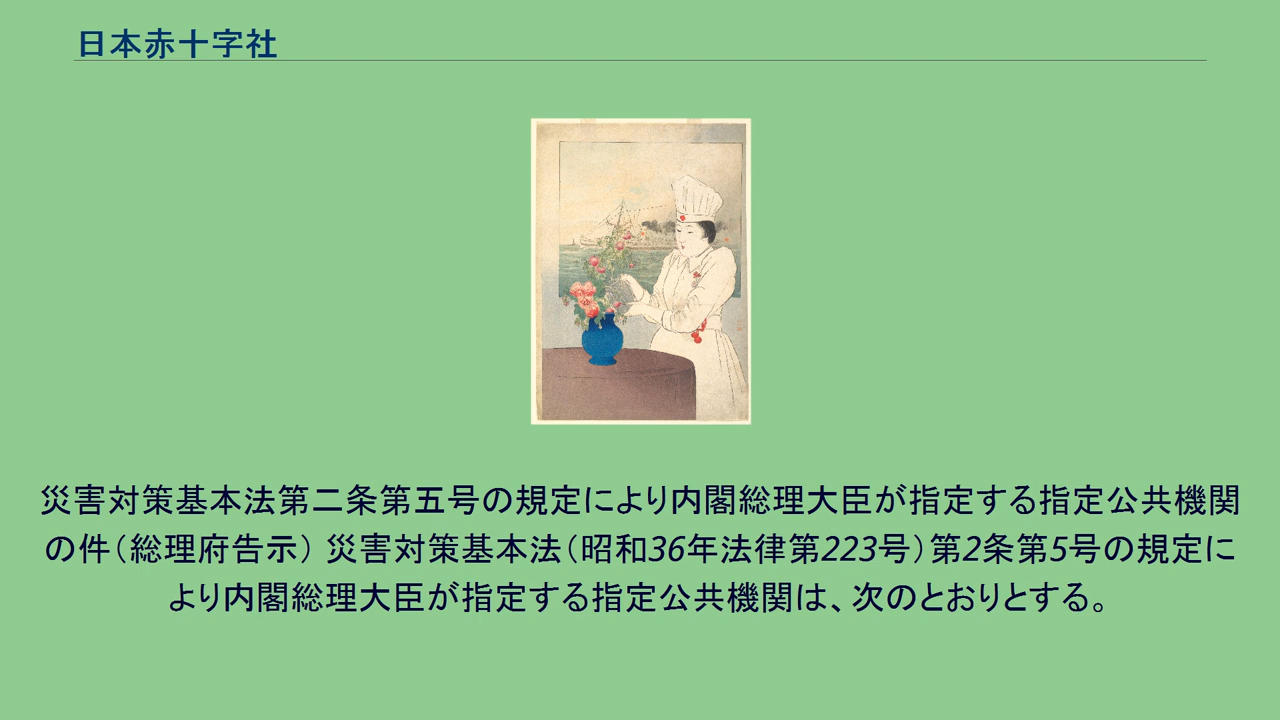 日本赤十字社
災害対策基本法第二条第五号の規定により内閣総理大臣が指定する指定公共機関
の件（総理府告示） 災害対策基本法（昭和36年法律第223号）第2条第5号の規定に
より内閣総理大臣が指定する指定公共機関は、次のとおりとする。